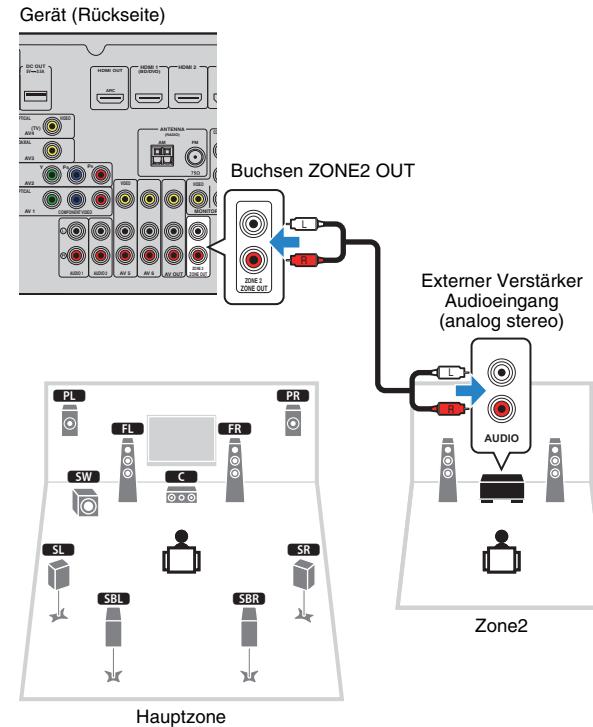 Gerät (Rückseite)
DC OUT
HDMI OUT
HDMI 1
HDMI 2
(BD/DVD)
ARC
OPTICAL
VIDEO
(TV)
AV4
ANTENNA
(RADIO)
AM
FM
75Ω
AV3
Y
PB
PR
AV2
VIDEO
VIDEO
OPTICAL
AV 1
COMPONENT VIDEO
L
R
AUDIO 1
AUDIO 2
AV 5
AV 6
AV OUT
ZONE 2
ZONE OUT
Buchsen ZONE2 OUT
L
R
ZONE 2
ZONE OUT
Externer Verstärker
Audioeingang
(analog stereo)
L
R
AUDIO
PL
PR
FL
FR
SW
C
SL
SR
SBL
SBR
Zone2
Hauptzone